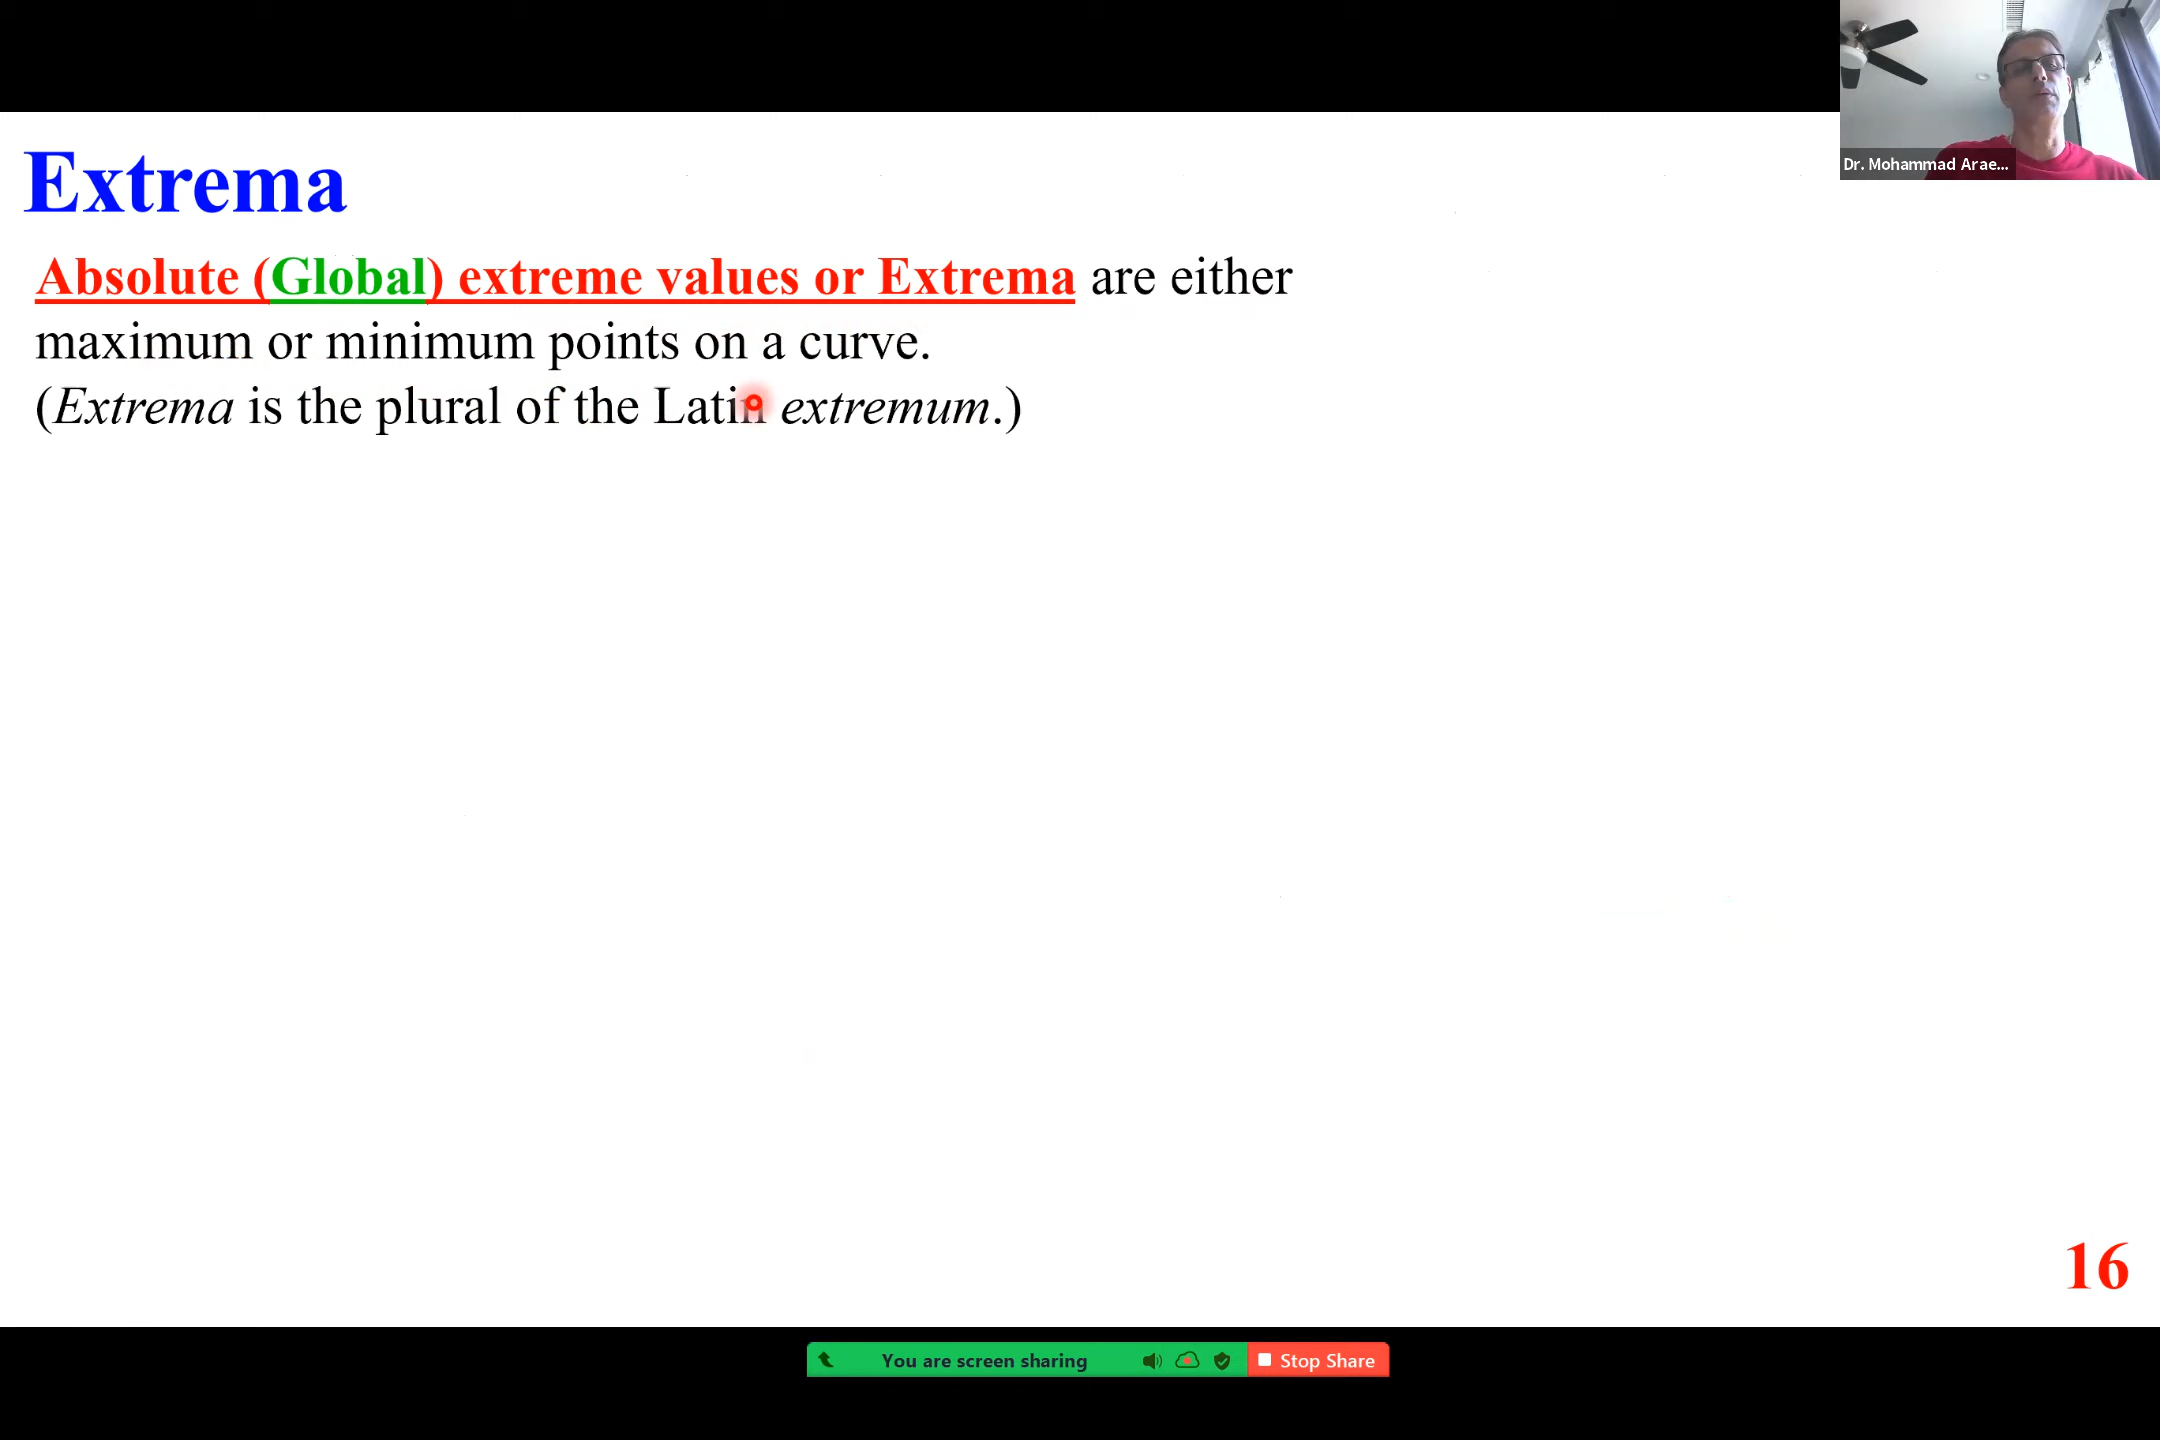 Dr. Mohammad Arae...
Extrema
Absolute (Global) extreme values or Extrema are either
maximum or minimum points on a curve.
(Extrema is the plural of the Latin extremum.)
16
You are screen sharing
Stop Share